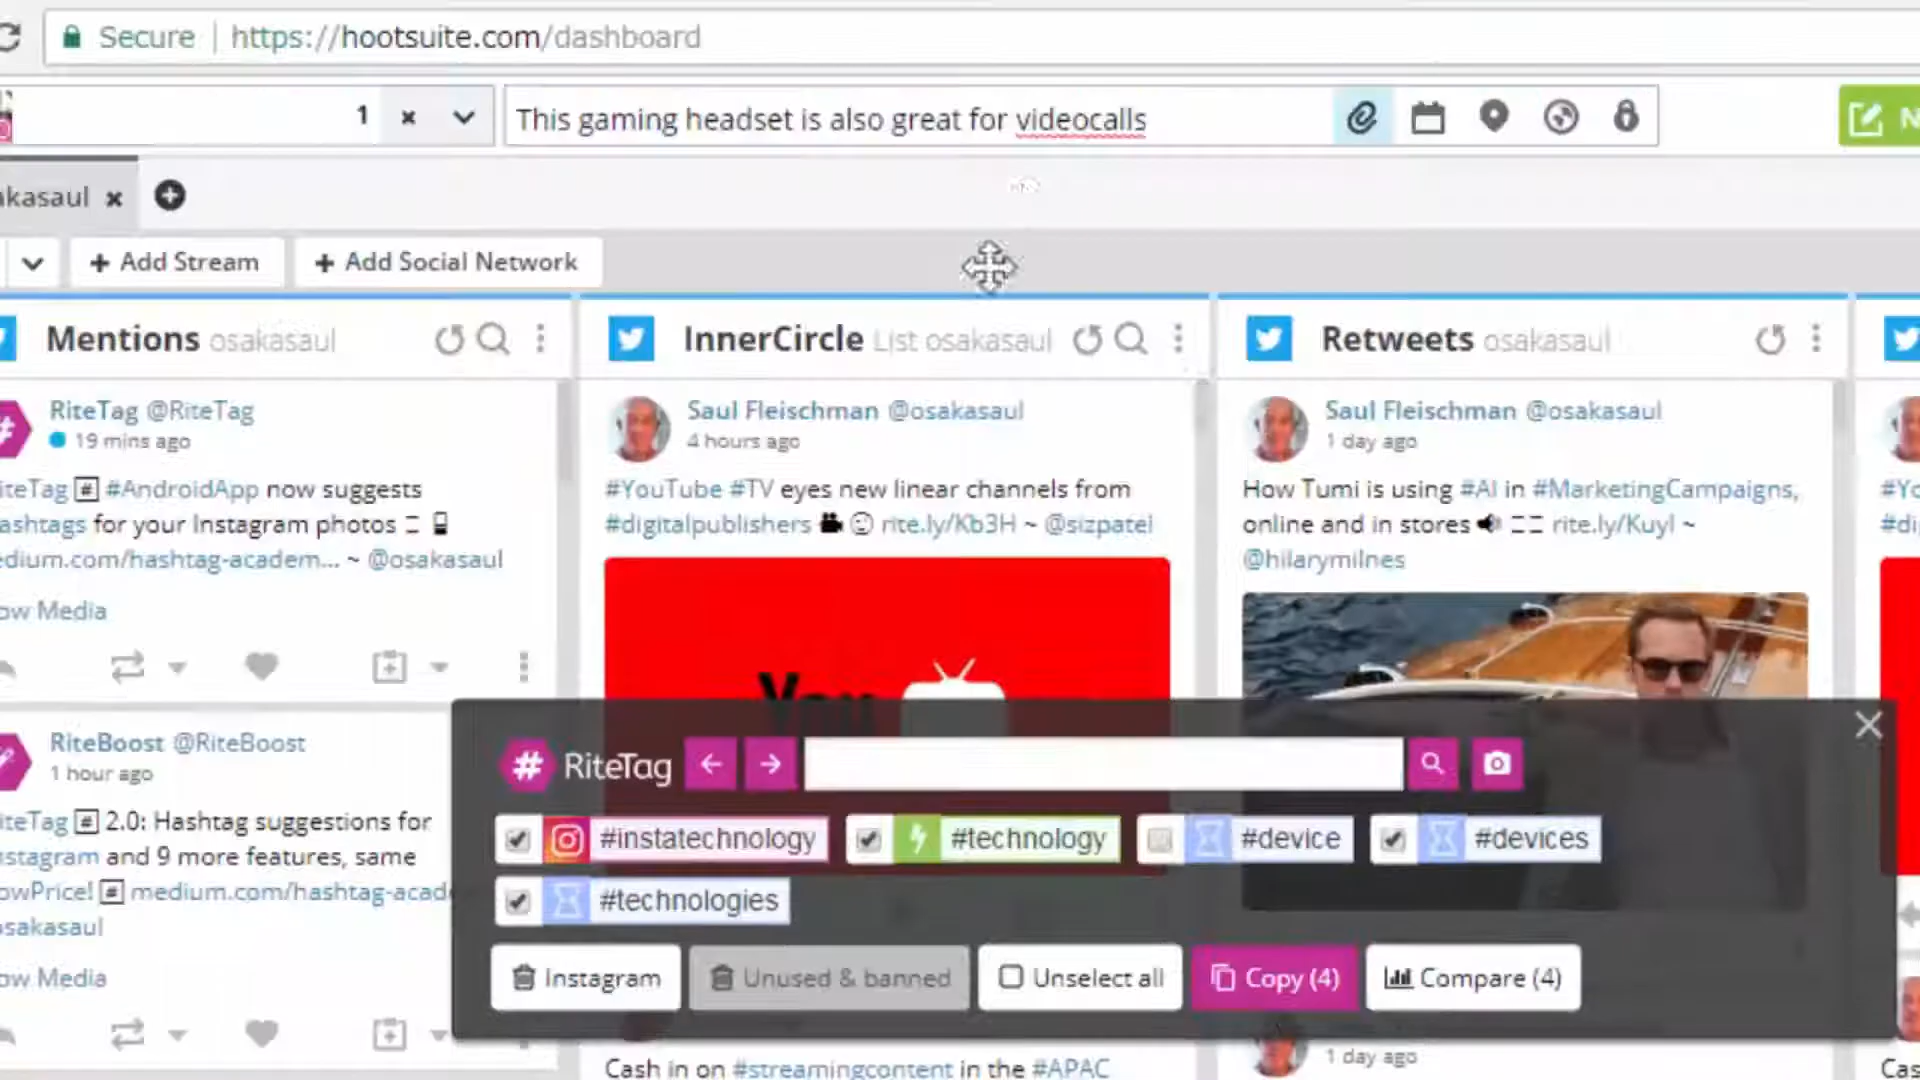 Secure | https://hootsuite.com/dashboard
1
This gaming headset is also great for videocalls
N
akasaul
Add Stream
Add Social Network
Mentions osakasaul
InnerCircle List osakasaul
Retweets osakasaul
RiteTag @RiteTag
19 mins ago
iteTag # #AndroidApp now suggests
ashtags for your Instagram photos
edium.com/hashtag-academ... ~ @osakasaul
ow Media
RiteBoost @RiteBoost
1 hour ago
iteTag # 2.0: Hashtag suggestions for
nstagram and 9 more features, same
owPrice! # medium.com/hashtag-acad
osakasaul
ow Media
Saul Fleischman @osakasaul
4 hours ago
#YouTube #TV eyes new linear channels from
#digitalpublishers rite.ly/Kb3H ~ @sizpatel
You
Cash in on #streamingcontent in the #APAC
Saul Fleischman @osakasaul
1 day ago
How Tumi is using #AI in #MarketingCampaigns,
online and in stores rite.ly/Kuyl ~
@hilarymilnes
1 day ago
#Yo
#di
Cas
# RiteTag
#instatechnology #technology #device #devices
#technologies
Instagram Unused & banned Unselect all Copy (4) Compare (4)